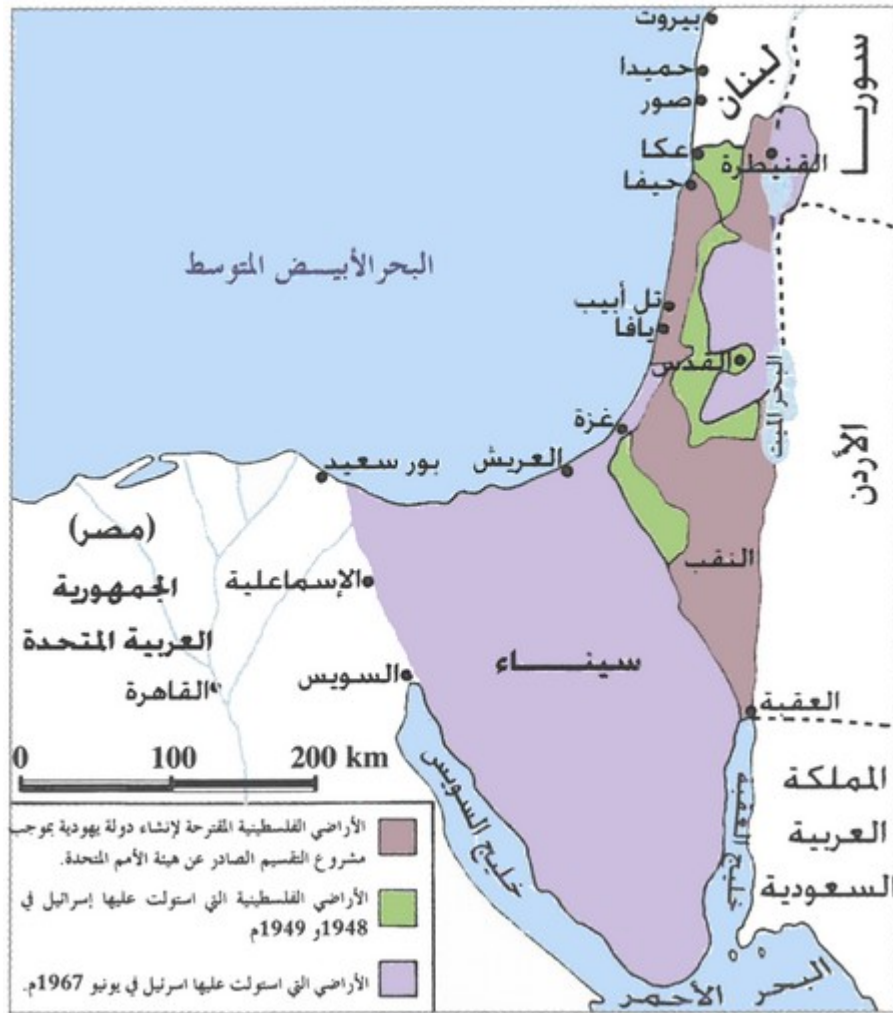 بيروت
حميدا
صور
عكا
حيفا
لبنان
سوريا
القنيطرة
البحر الأبيض المتوسط
تل أبيب
يافا
القدس
البحر الميت
الأردن
غزة
العريش
بور سعيد
(مصر)
الجمهورية
العربية المتحدة
القاهرة
الإسماعلية
السويس
سيناء
النقب
العقبة
المملكة
العربية
السعودية
خليج السويس
خليج العقبة
البحر
الأحمر
0 100 200 km
الأراضي الفلسطينية المقترحة لإنشاء دولة يهودية بموجب
مشروع التقسيم الصادر عن هيئة الأمم المتحدة.
الأراضي الفلسطينية التي استولت عليها إسرائيل في
1948و 1949م
الأراضي التي استولت عليها اسرئيل في يونيو 1967م.